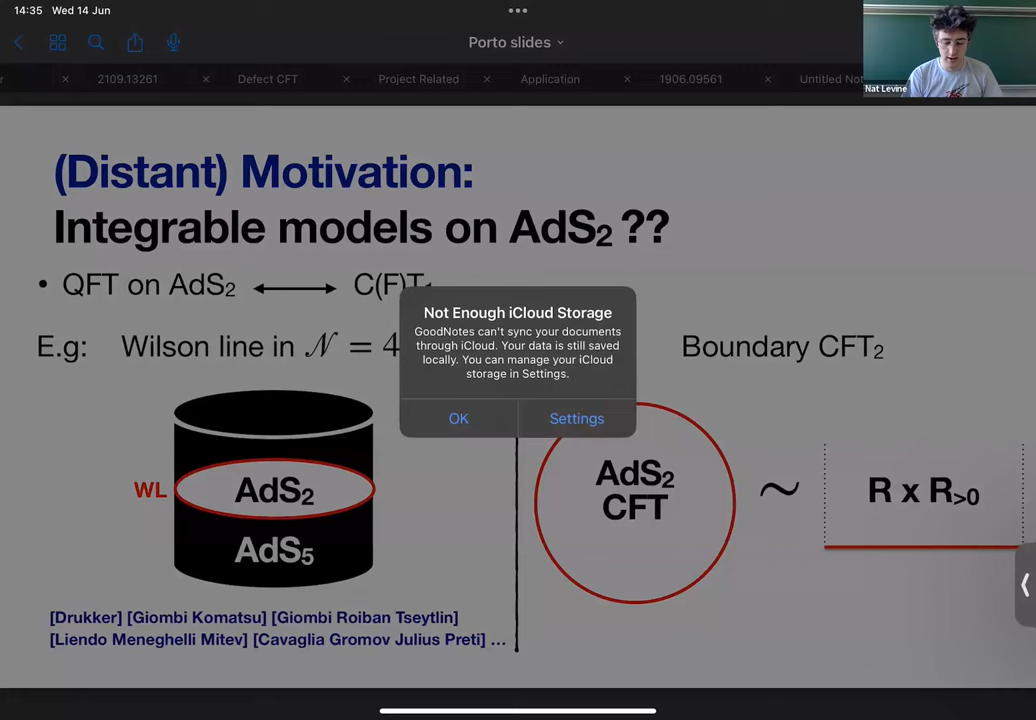 14:35 Wed 14 Jun
Porto slides
2109.13261
Defect CFT
Project Related
Application
1906.09561
Nat Levine
(Distant) Motivation:
Integrable models on AdS₂ ??
• QFT on AdS₂ ⟷ C(F)T₁
E.g: Wilson line in 𝒩 = 4
Boundary CFT₂
Not Enough iCloud Storage
GoodNotes can't sync your documents
through iCloud. Your data is still saved
locally. You can manage your iCloud
storage in Settings.
OK Settings
WL
AdS₂
AdS₅
AdS₂
CFT
~
R x R>0
[Drukker] [Giombi Komatsu] [Giombi Roiban Tseytlin]
[Liendo Meneghelli Mitev] [Cavaglia Gromov Julius Preti] ...